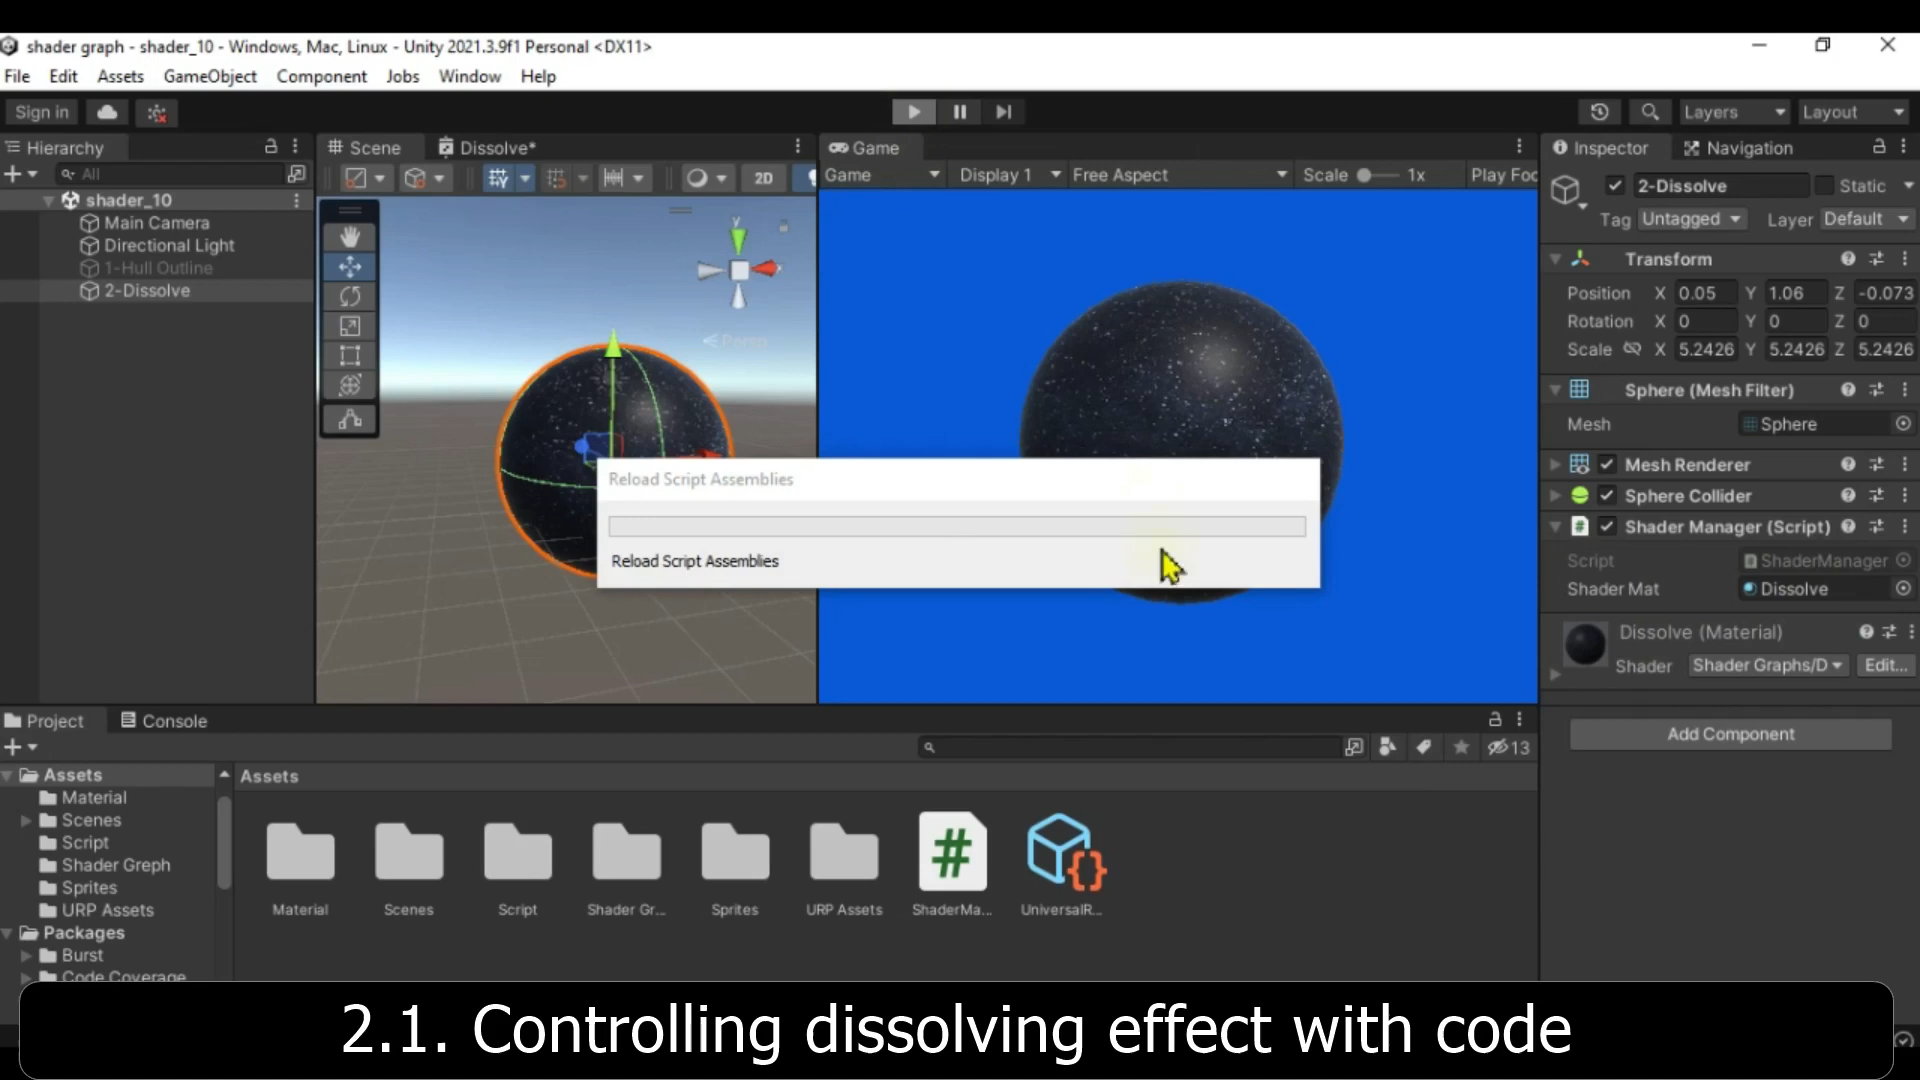 shader graph - shader_10 - Windows, Mac, Linux - Unity 2021.3.9f1 Personal <DX11>
File Edit Assets GameObject Component Jobs Window Help
Sign in
Layers
Layout
Hierarchy
Scene
Dissolve*
Game
Inspector
Navigation
All
2D
Game
Display 1
Free Aspect
Scale
1x
Play Foc
shader_10
Main Camera
Directional Light
1-Hull Outline
2-Dissolve
Persp
y
2-Dissolve
Static
Tag Untagged
Layer Default
Transform
Position X 0.05 Y 1.06 Z -0.073
Rotation X 0 Y 0 Z 0
Scale X 5.2426 Y 5.2426 Z 5.2426
Sphere (Mesh Filter)
Mesh Sphere
Mesh Renderer
Sphere Collider
# Shader Manager (Script)
Script ShaderManager
Shader Mat Dissolve
Dissolve (Material)
Shader Shader Graphs/D Edit...
Add Component
Reload Script Assemblies
Reload Script Assemblies
Project
Console
13
Assets
Material
Scenes
Script
Shader Greph
Sprites
URP Assets
Packages
Burst
Code Coverage
Assets
Material
Scenes
Script
Shader Gr...
Sprites
URP Assets
#
ShaderMa...
{}
UniversalR...
2.1. Controlling dissolving effect with code